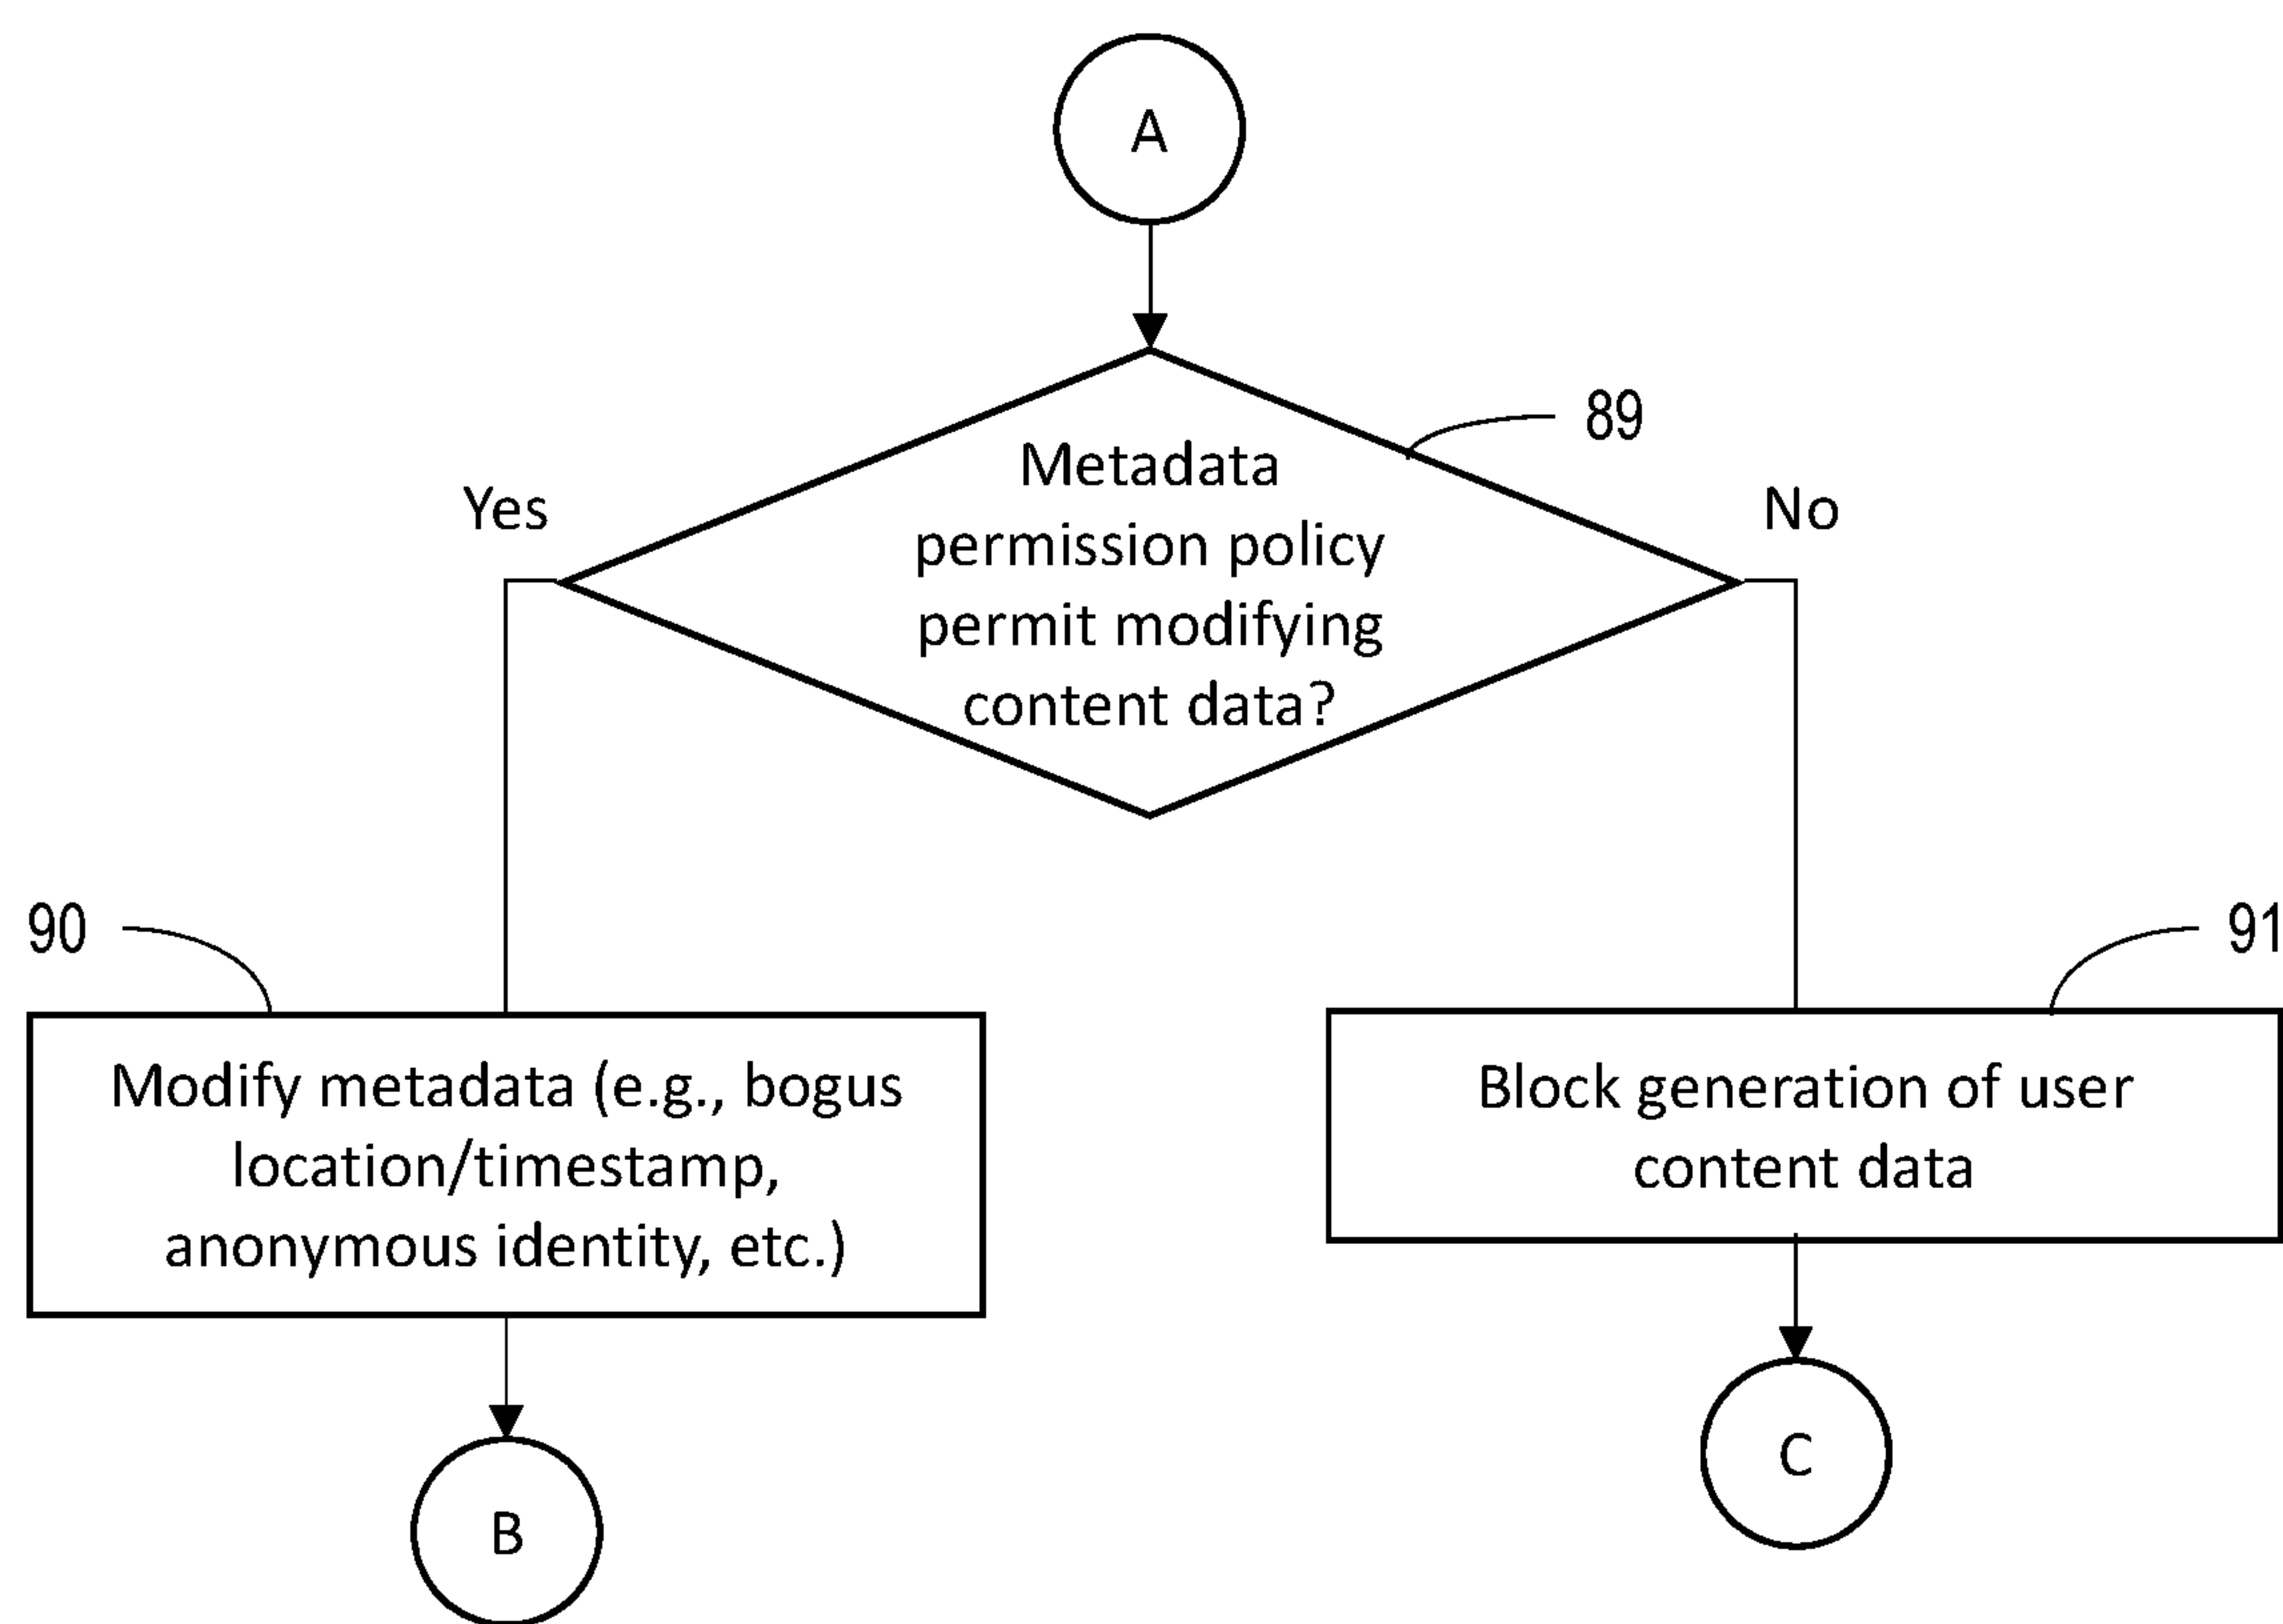 A
89
Metadata
permission policy
permit modifying
content data?
Yes
No
90
91
Modify metadata (e.g., bogus
location/timestamp,
anonymous identity, etc.)
Block generation of user
content data
B
C